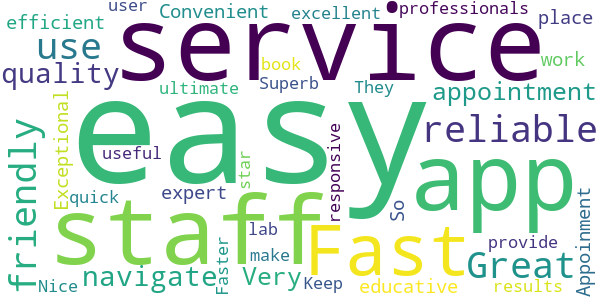 user
Convenient
excellent
professionals
efficient
place
use
service
book
work
quality
ultimate
Superb
They
appointment
easy
reliable
Exceptional
useful
star
responsive
app
friendly
quick
expert
So
Appoinment
staff
lab
Fast
provide
navigate
Faster
Very
make
Keep
Great
Nice
educative
results